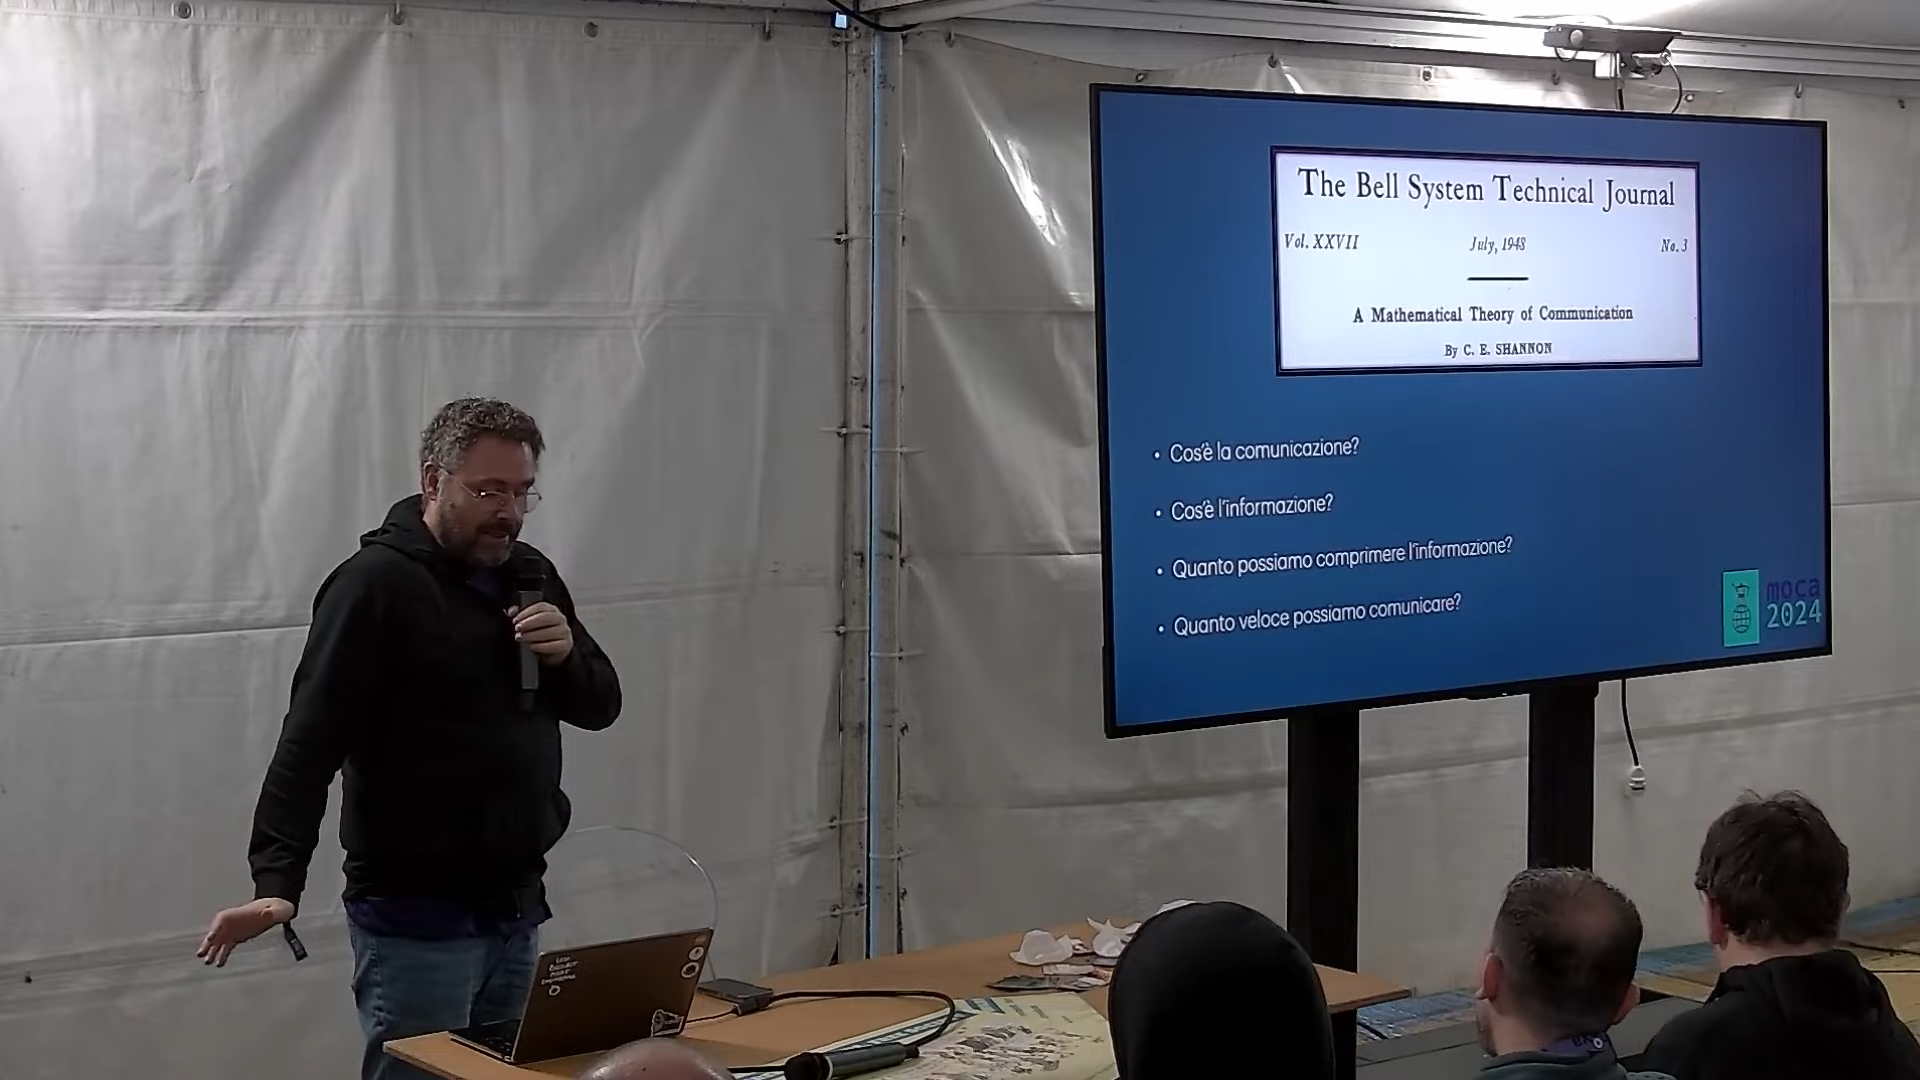 The Bell System Technical Journal
Vol. XXVII July, 1948 No. 3
A Mathematical Theory of Communication
By C. E. SHANNON
• Cos'è la comunicazione?
• Cos'è l'informazione?
• Quanto possiamo comprimere l'informazione?
• Quanto veloce possiamo comunicare?
moca
2024